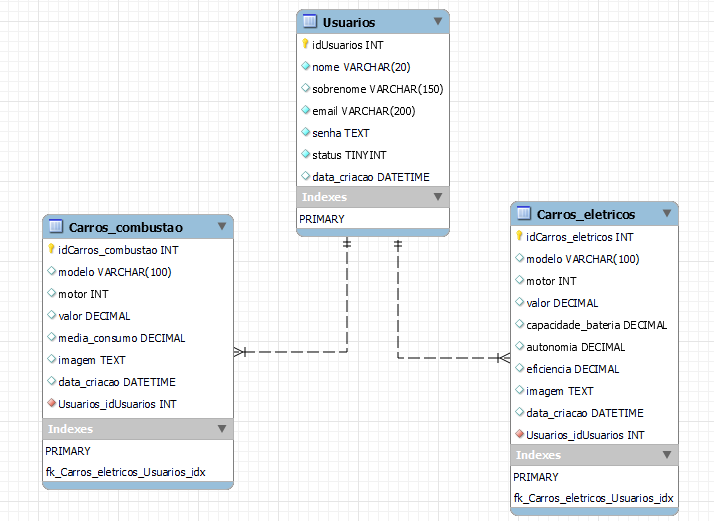 Usuarios
idUsuarios INT
nome VARCHAR(20)
sobrenome VARCHAR(150)
email VARCHAR(200)
senha TEXT
status TINYINT
data_criacao DATETIME
Indexes
PRIMARY
Carros_combustao
idCarros_combustao INT
modelo VARCHAR(100)
motor INT
valor DECIMAL
media_consumo DECIMAL
imagem TEXT
data_criacao DATETIME
Usuarios_idUsuarios INT
Indexes
PRIMARY
fk_Carros_eletricos_Usuarios_idx
Carros_eletricos
idCarros_eletricos INT
modelo VARCHAR(100)
motor INT
valor DECIMAL
capacidade_bateria DECIMAL
autonomia DECIMAL
eficiencia DECIMAL
imagem TEXT
data_criacao DATETIME
Usuarios_idUsuarios INT
Indexes
PRIMARY
fk_Carros_eletricos_Usuarios_idx